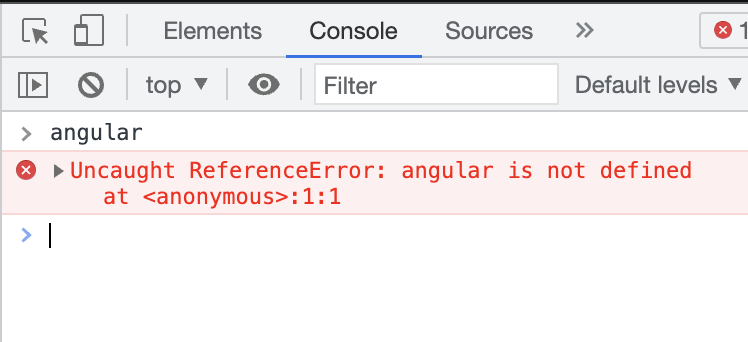 Elements Console Sources » 1
top ▼ Filter Default levels ▼
> angular
▶Uncaught ReferenceError: angular is not defined
at <anonymous>:1:1
>